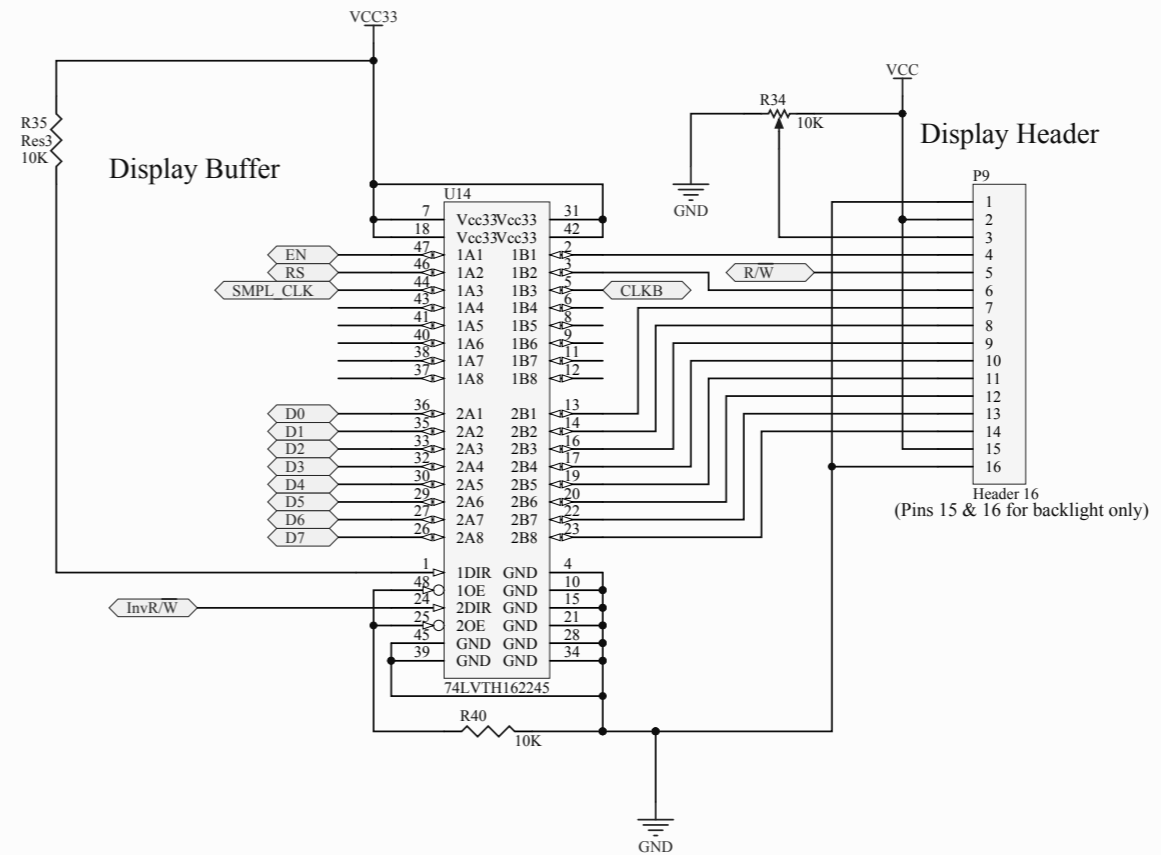 VCC33
VCC
R34
10K
R35
Res3
10K
Display Buffer
Display Header
GND
U14
P9
7 Vcc33 Vcc33 31
18 Vcc33 Vcc33 42
EN 47 1A1 1B1 2
RS 46 1A2 1B2 3
SMPL_CLK 44 1A3 1B3 5 CLKB
43 1A4 1B4 6
41 1A5 1B5 8
40 1A6 1B6 9
38 1A7 1B7 11
37 1A8 1B8 12
D0 36 2A1 2B1 13
D1 35 2A2 2B2 14
D2 33 2A3 2B3 16
D3 32 2A4 2B4 17
D4 30 2A5 2B5 19
D5 29 2A6 2B6 20
D6 27 2A7 2B7 22
D7 26 2A8 2B8 23
1 1DIR GND 4
48 1OE GND 10
InvR/W̅ 24 2DIR GND 15
25 2OE GND 21
45 GND GND 28
39 GND GND 34
74LVTH162245
R40
10K
GND
R/W̅
1
2
3
4
5
6
7
8
9
10
11
12
13
14
15
16
Header 16
(Pins 15 & 16 for backlight only)